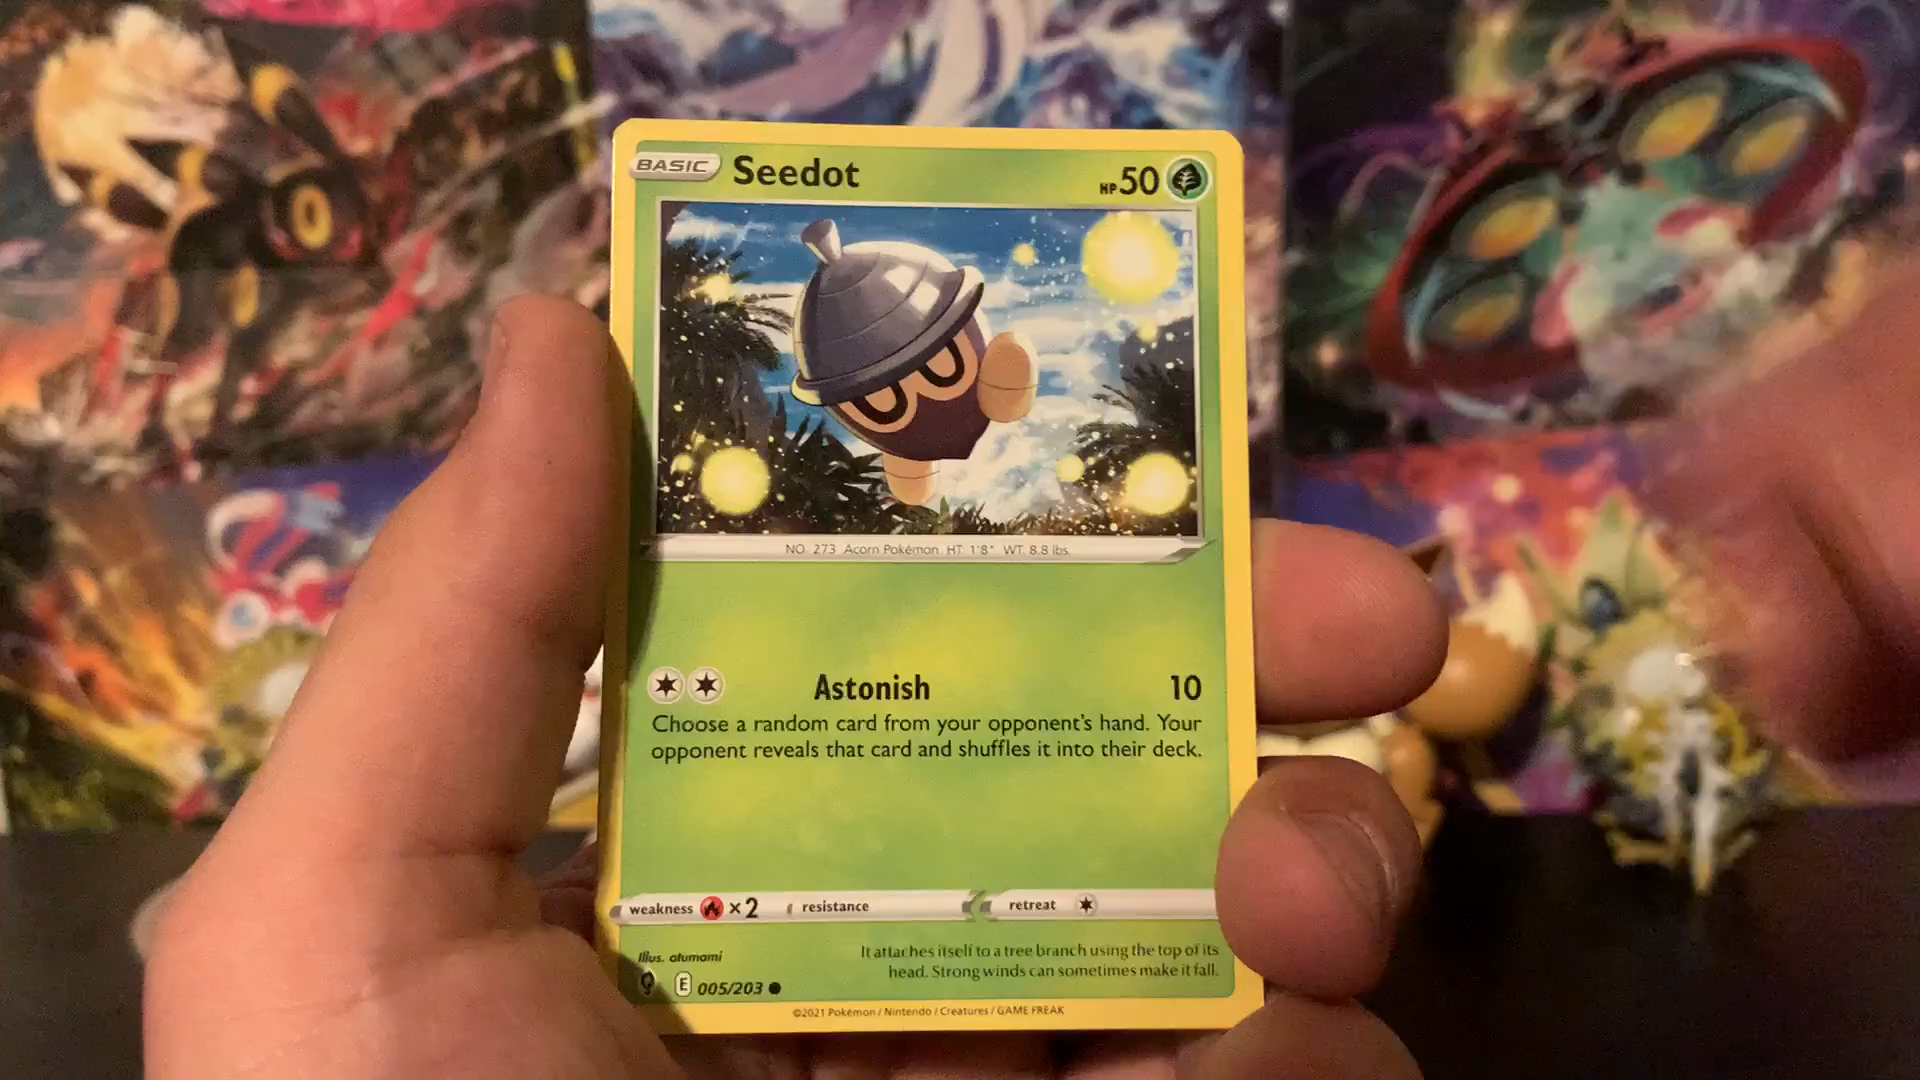 BASIC Seedot HP 50
NO. 273 Acorn Pokémon HT: 1'8" WT: 8.8 lbs.
Astonish 10
Choose a random card from your opponent's hand. Your
opponent reveals that card and shuffles it into their deck.
weakness ×2 resistance retreat
Illus. atumami
It attaches itself to a tree branch using the top of its
head. Strong winds can sometimes make it fall.
E 005/203
©2021 Pokémon / Nintendo / Creatures / GAME FREAK